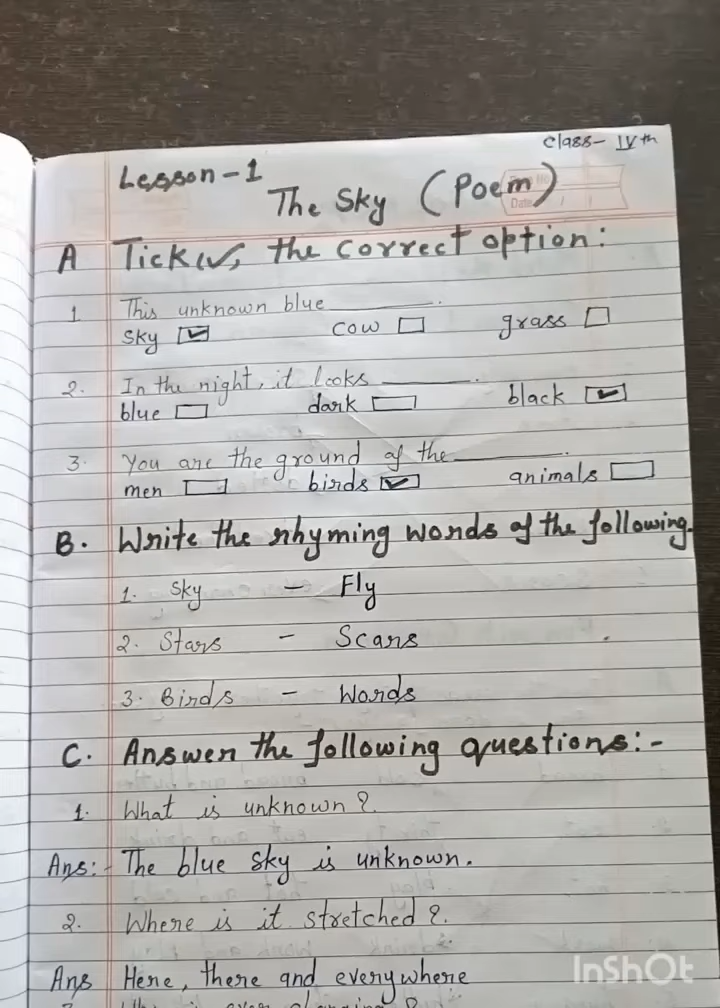 Class- IVth
Lesson-1
The Sky (Poem)
Date
A Tick (✓) the correct option:
1 This unknown blue ______.
Sky ☑ cow ☐ grass ☐
2. In the night, it looks ______.
blue ☐ dark ☐ black ☑
3. You are the ground of the ______.
men ☐ birds ☑ animals ☐
B. Write the rhyming words of the following.
1. Sky – Fly
2. Stars – Scars
3. Birds – Words
C. Answer the following questions:-
1. What is unknown?
Ans:- The blue sky is unknown.
2. Where is it stretched?
Ans Here, there and everywhere
InShOt